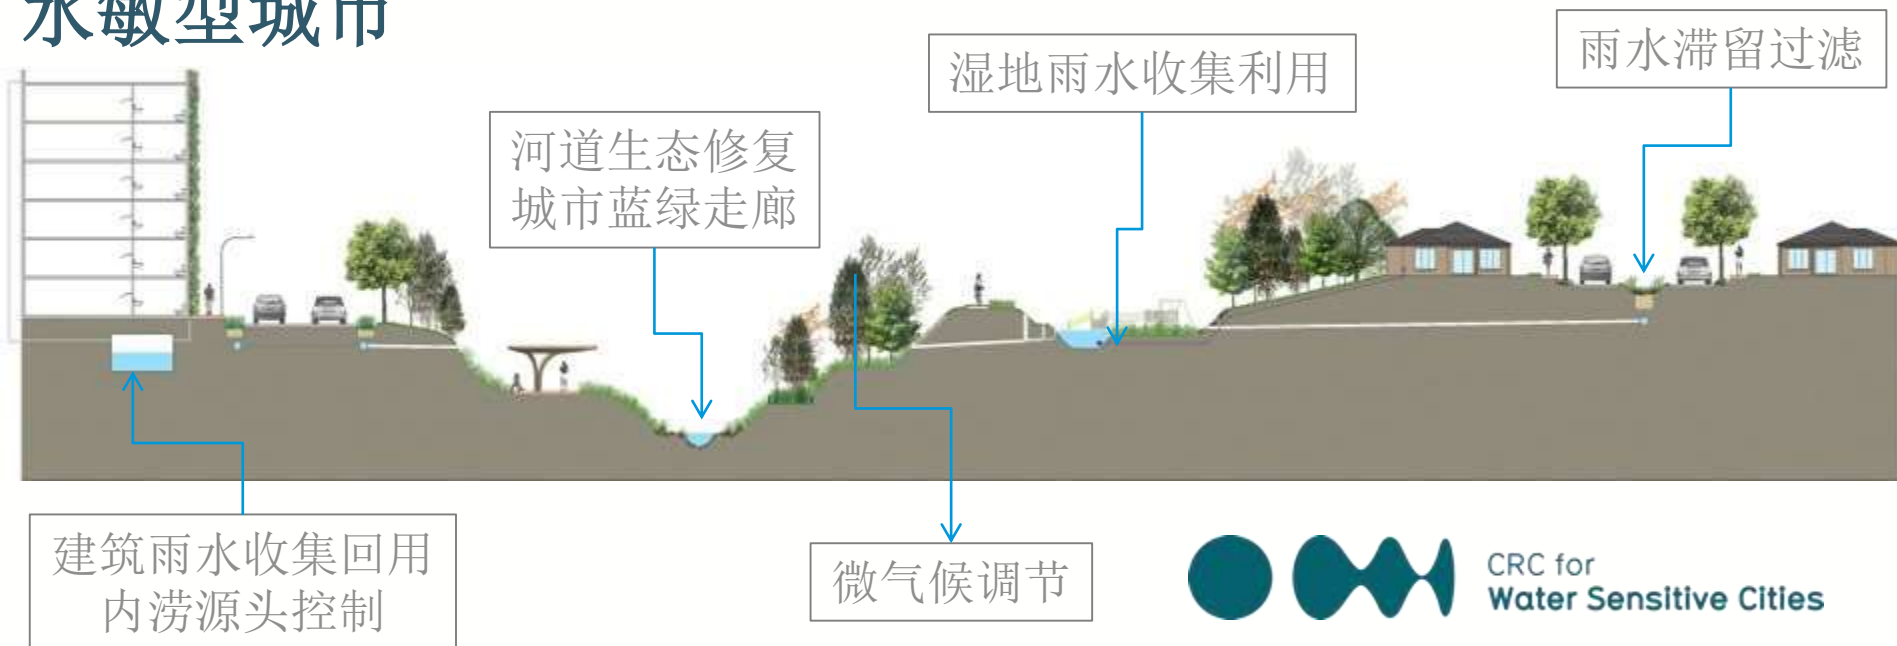 水敏型城市
雨水滞留过滤
湿地雨水收集利用
河道生态修复
城市蓝绿走廊
建筑雨水收集回用
内涝源头控制
微气候调节
CRC for
Water Sensitive Cities